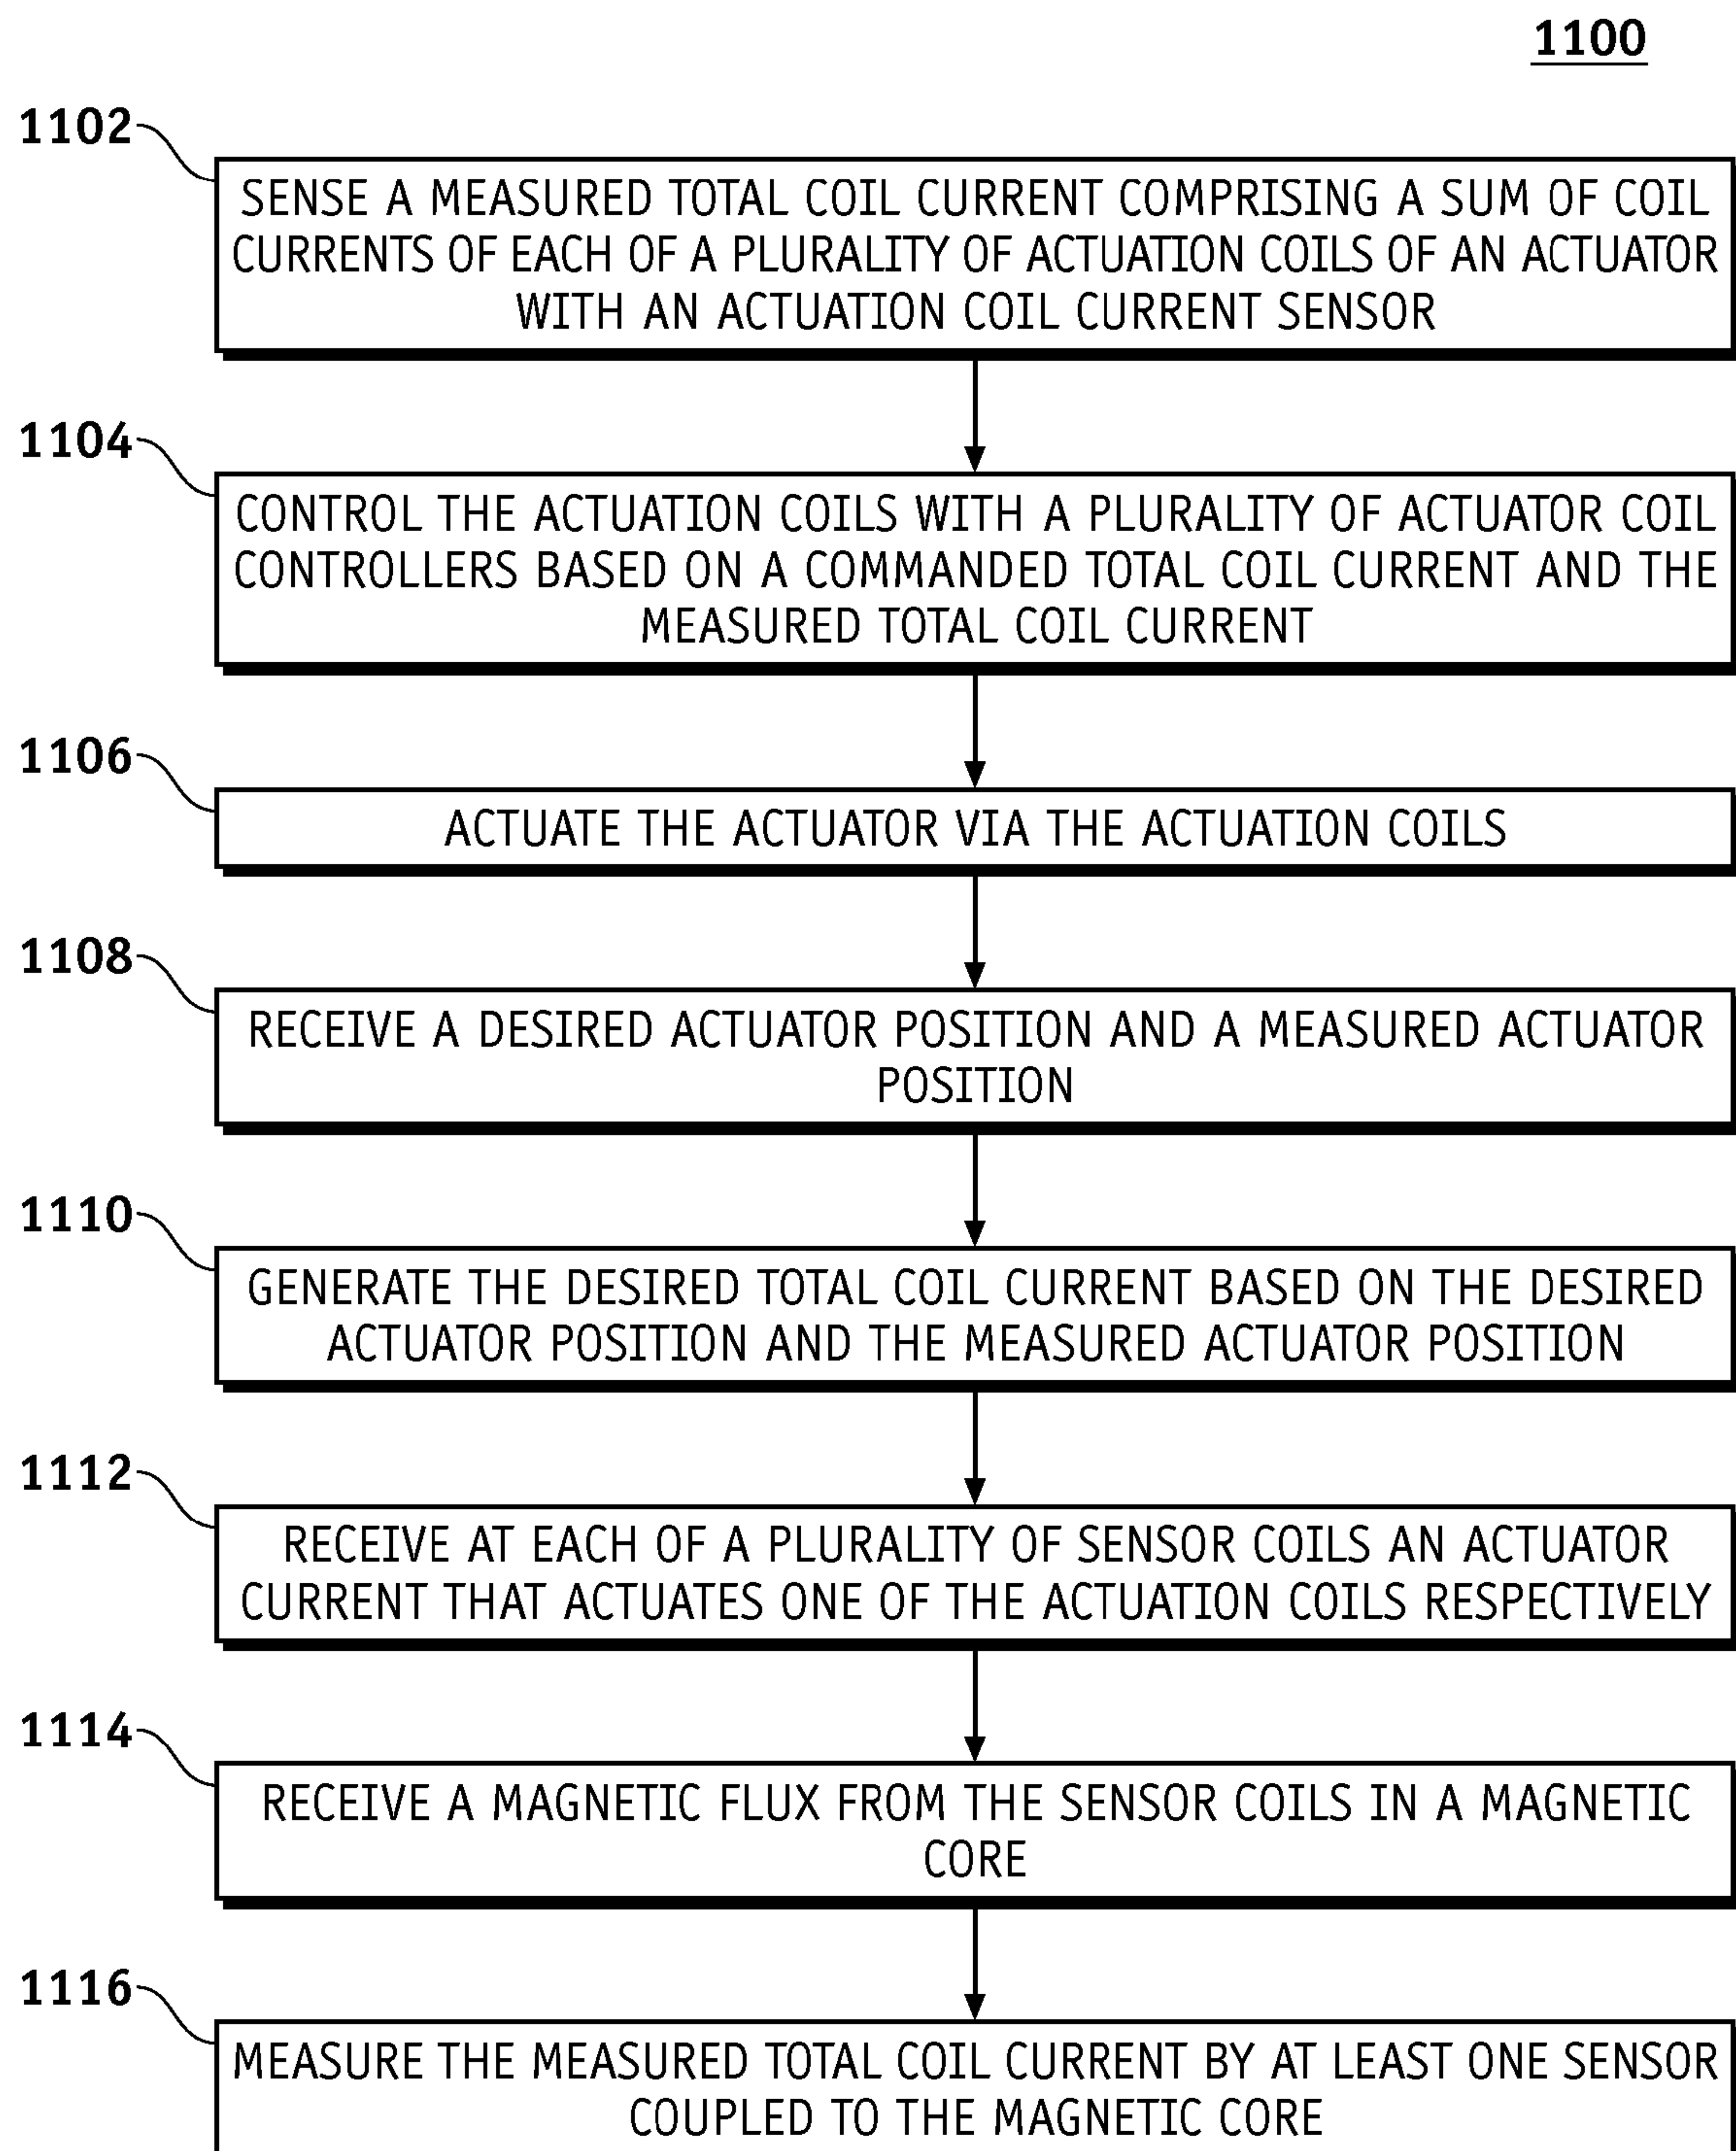 1100
1102
SENSE A MEASURED TOTAL COIL CURRENT COMPRISING A SUM OF COIL
CURRENTS OF EACH OF A PLURALITY OF ACTUATION COILS OF AN ACTUATOR
WITH AN ACTUATION COIL CURRENT SENSOR
1104
CONTROL THE ACTUATION COILS WITH A PLURALITY OF ACTUATOR COIL
CONTROLLERS BASED ON A COMMANDED TOTAL COIL CURRENT AND THE
MEASURED TOTAL COIL CURRENT
1106
ACTUATE THE ACTUATOR VIA THE ACTUATION COILS
1108
RECEIVE A DESIRED ACTUATOR POSITION AND A MEASURED ACTUATOR
POSITION
1110
GENERATE THE DESIRED TOTAL COIL CURRENT BASED ON THE DESIRED
ACTUATOR POSITION AND THE MEASURED ACTUATOR POSITION
1112
RECEIVE AT EACH OF A PLURALITY OF SENSOR COILS AN ACTUATOR
CURRENT THAT ACTUATES ONE OF THE ACTUATION COILS RESPECTIVELY
1114
RECEIVE A MAGNETIC FLUX FROM THE SENSOR COILS IN A MAGNETIC
CORE
1116
MEASURE THE MEASURED TOTAL COIL CURRENT BY AT LEAST ONE SENSOR
COUPLED TO THE MAGNETIC CORE